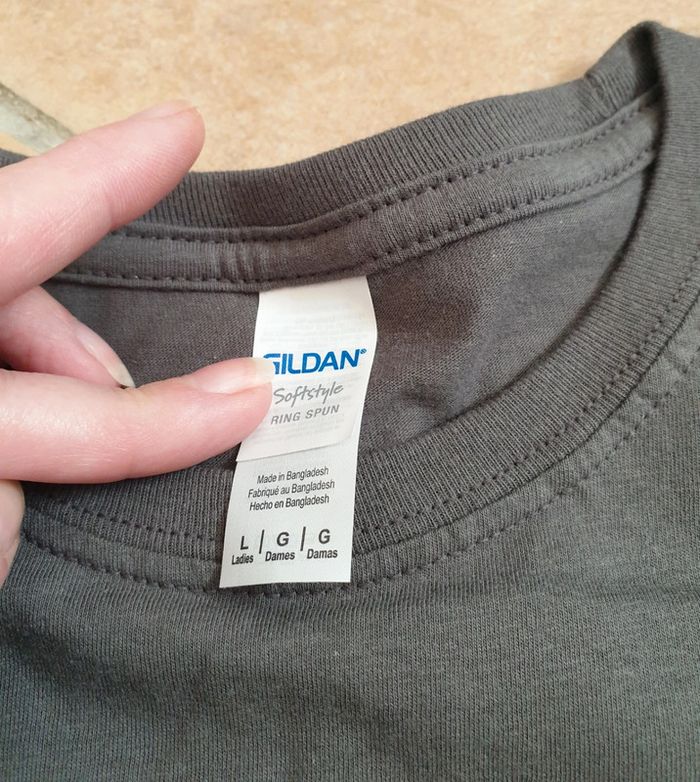 GILDAN®
Softstyle
RING SPUN
Made in Bangladesh
Fabriqué au Bangladesh
Hecho en Bangladesh
L | G | G
Ladies | Dames | Damas